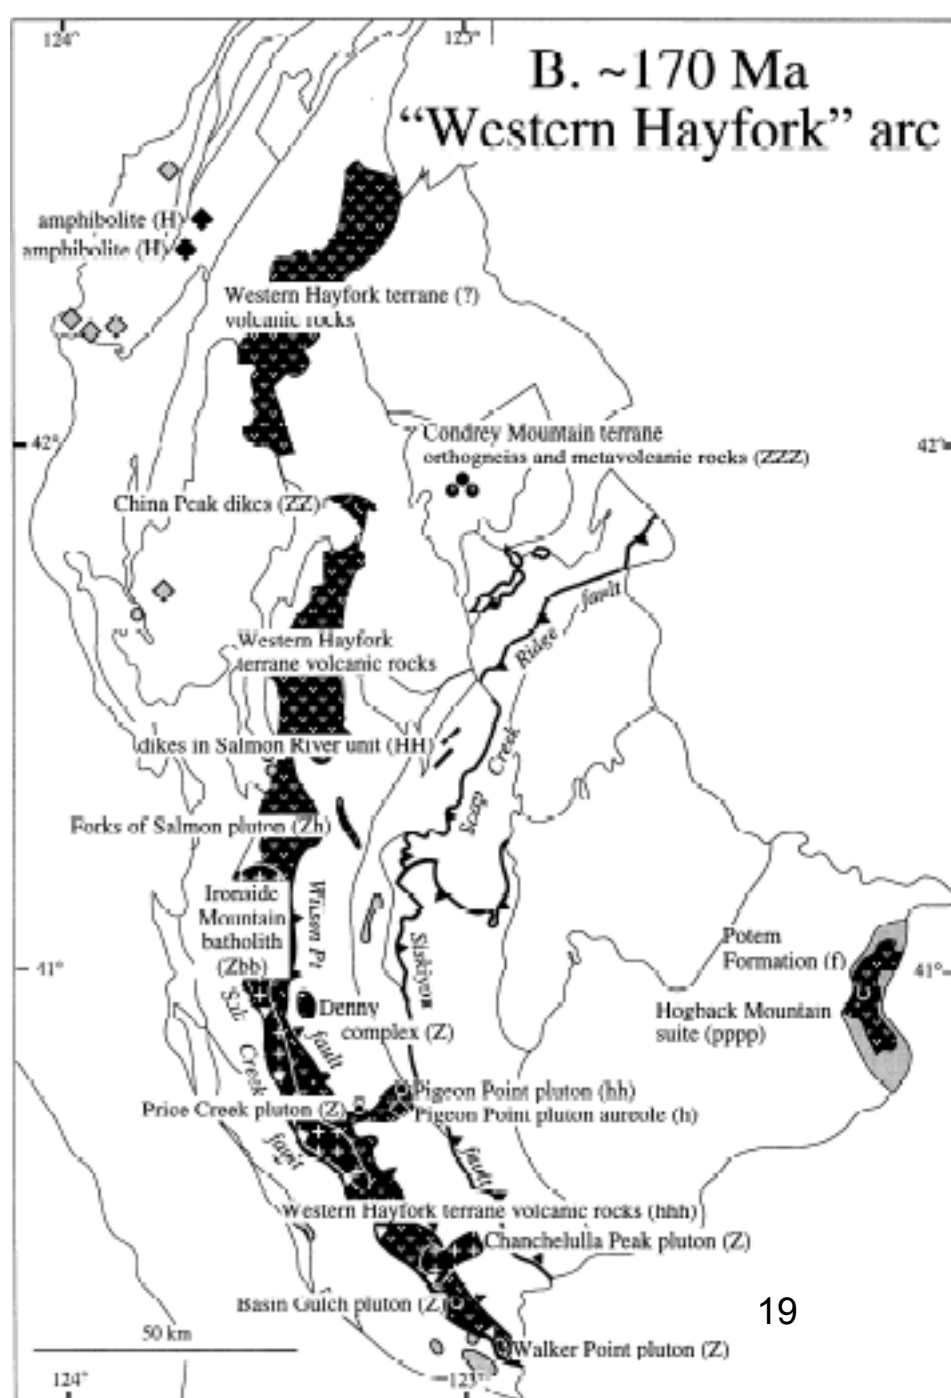 124°
123°
B. ~170 Ma
“Western Hayfork” arc
amphibolite (H)
amphibolite (H)
Western Hayfork terrane (?)
volcanic rocks
42°
Condrey Mountain terrane
42°
orthogneiss and metavolcanic rocks (ZZZ)
China Peak dikes (ZZ)
Ridge
fault
Western Hayfork
terrane volcanic rocks
dikes in Salmon River unit (HH)
Creek
Soap
Forks of Salmon pluton (Zh)
Ironside
Mountain
batholith
(Zbb)
Wilson Pt
Siskiyou
41°
Potem
Formation (f)
41°
Hogback Mountain
suite (pppp)
Denny
complex (Z)
Salt
Creek
fault
fault
Pigeon Point pluton (hh)
Price Creek pluton (Z)
Pigeon Point pluton aureole (h)
fault
Western Hayfork terrane volcanic rocks (hhh)
Chanchelulla Peak pluton (Z)
Basin Gulch pluton (Z)
19
50 km
Walker Point pluton (Z)
124°
123°